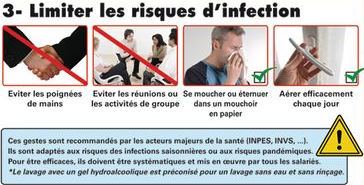 3- Limiter les risques d'infection
Eviter les poignées
de mains
Eviter les réunions ou
les activités de groupe
Se moucher ou éternuer
dans un mouchoir
en papier
Aérer efficacement
chaque jour
Ces gestes sont recommandés par les acteurs majeurs de la santé (INPES, INVS, ...).
Ils sont adaptés aux risques des infections saisonnières ou aux risques pandémiques.
Pour être efficaces, ils doivent être systématiques et mis en œuvre par tous les salariés.
*Le lavage avec un gel hydroalcoolique est préconisé pour un lavage sans eau et sans rinçage.